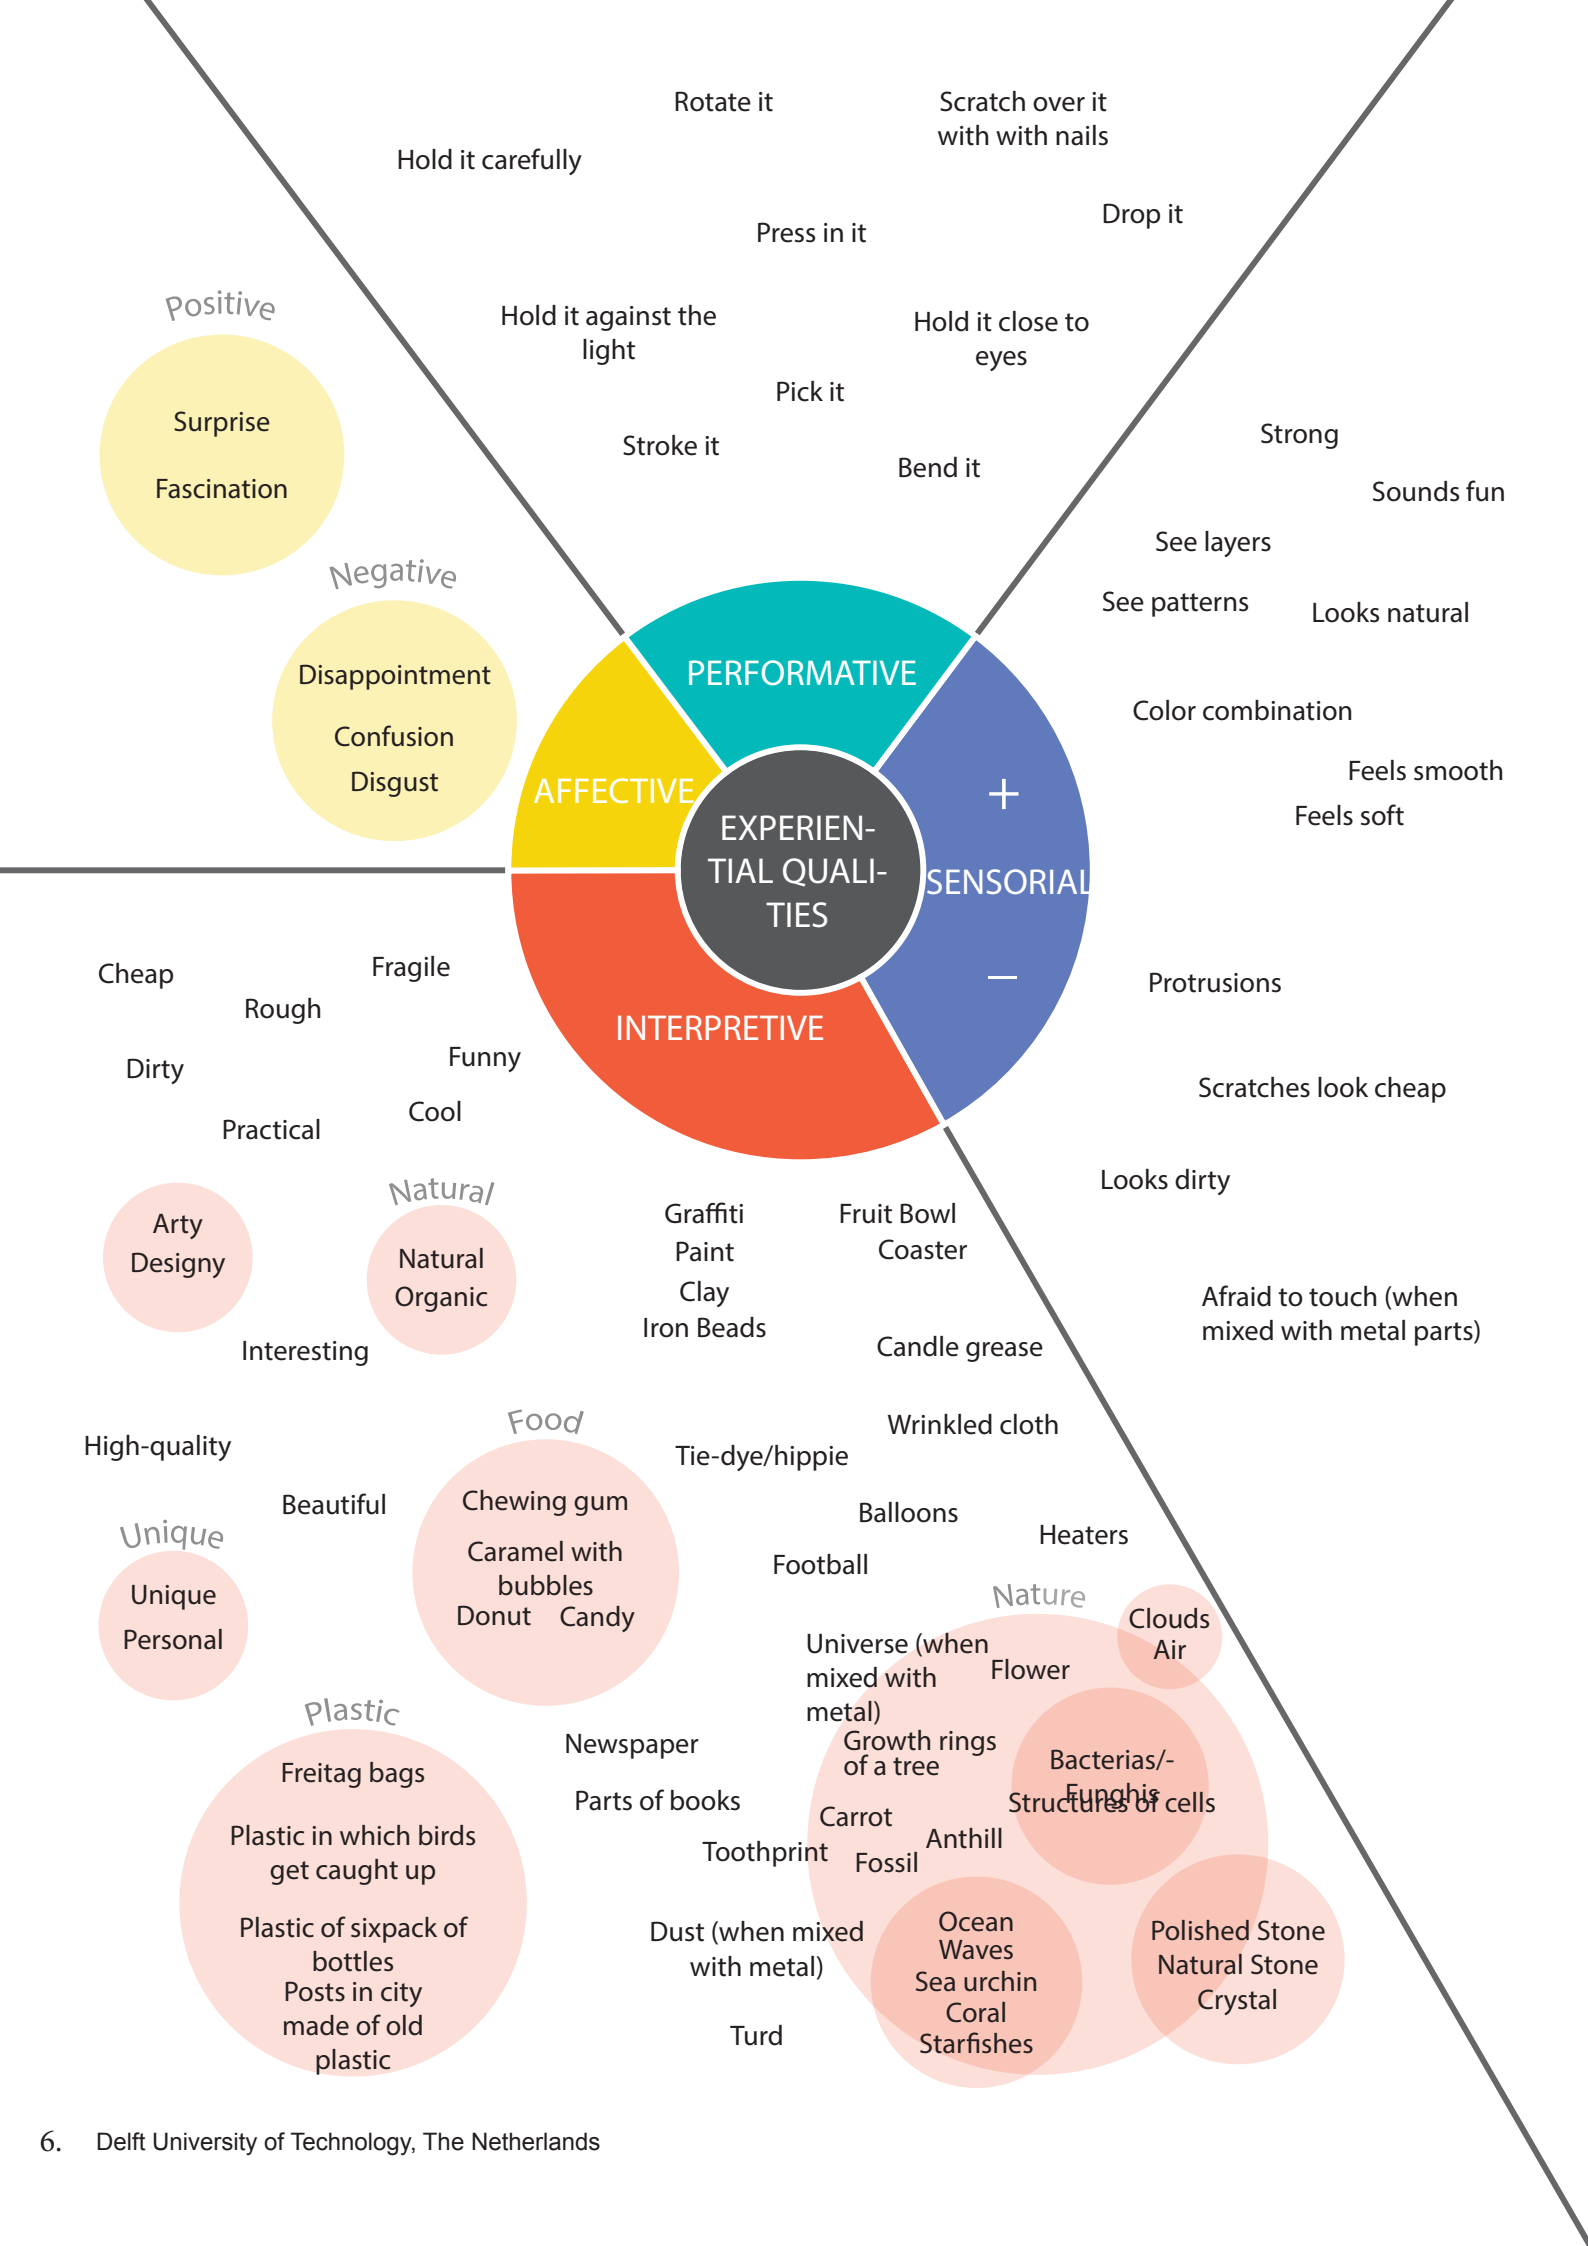 Rotate it
Scratch over it
with with nails
Hold it carefully
Drop it
Press in it
Hold it against the
light
Hold it close to
eyes
Pick it
Stroke it
Bend it
Positive
Surprise
Fascination
Negative
Disappointment
Confusion
Disgust
Strong
Sounds fun
See layers
See patterns
Looks natural
Color combination
Feels smooth
Feels soft
PERFORMATIVE
AFFECTIVE
EXPERIEN-
TIAL QUALI-
TIES
+
SENSORIAL
–
INTERPRETIVE
Protrusions
Scratches look cheap
Looks dirty
Afraid to touch (when
mixed with metal parts)
Cheap
Fragile
Rough
Dirty
Funny
Practical
Cool
Arty
Designy
Natural
Natural
Organic
Interesting
Graffiti
Paint
Clay
Iron Beads
Fruit Bowl
Coaster
Candle grease
Wrinkled cloth
Tie-dye/hippie
Balloons
Heaters
Football
High-quality
Beautiful
Food
Chewing gum
Caramel with
bubbles
Donut Candy
Unique
Unique
Personal
Plastic
Freitag bags
Plastic in which birds
get caught up
Plastic of sixpack of
bottles
Posts in city
made of old
plastic
Newspaper
Parts of books
Toothprint
Dust (when mixed
with metal)
Turd
Nature
Clouds
Air
Universe (when
mixed with
metal)
Flower
Growth rings
of a tree
Bacterias/-
Funghis
Structures of cells
Carrot
Anthill
Fossil
Ocean
Waves
Sea urchin
Coral
Starfishes
Polished Stone
Natural Stone
Crystal
6. Delft University of Technology, The Netherlands